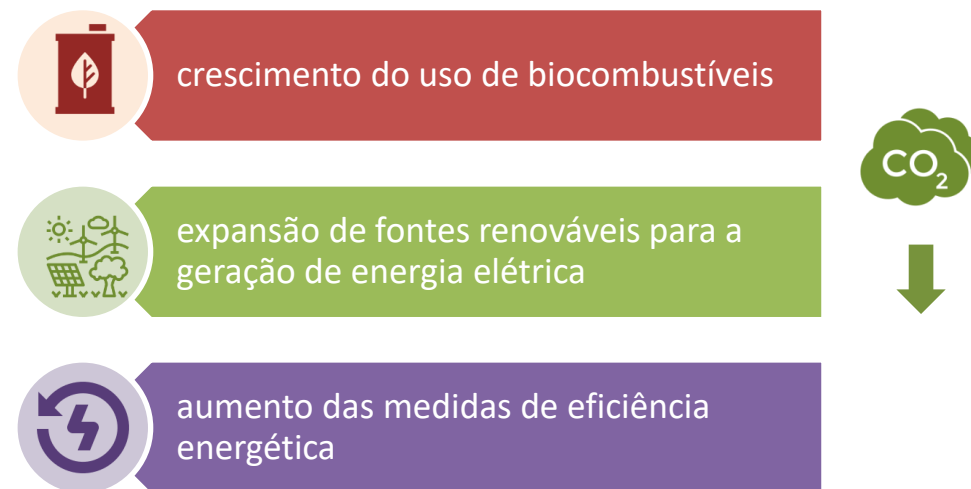 crescimento do uso de biocombustíveis
CO₂
expansão de fontes renováveis para a
geração de energia elétrica
aumento das medidas de eficiência
energética